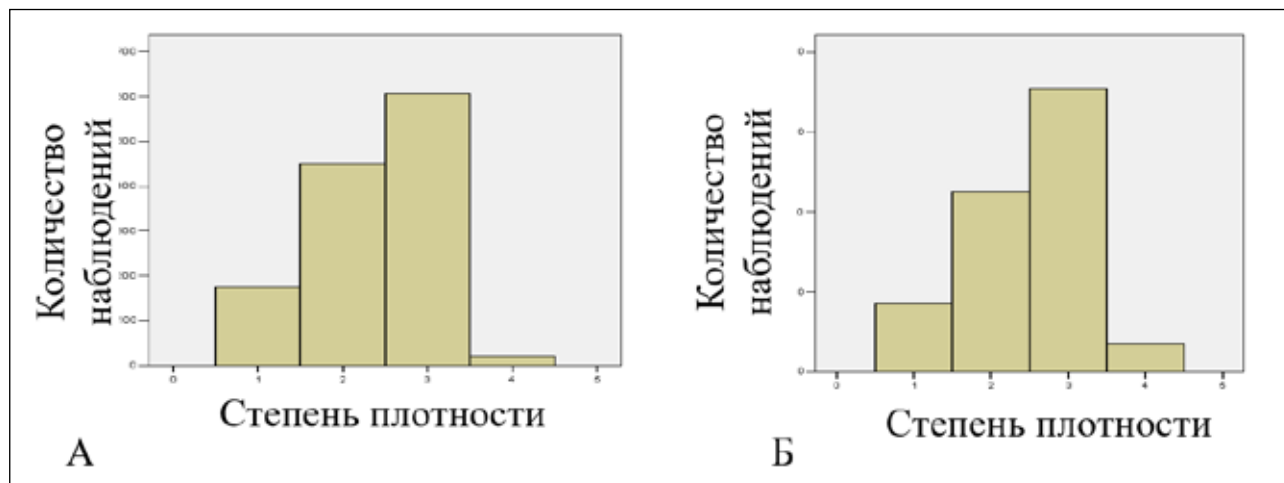 Количество
наблюдений
0
0 1 2 3 4 5
Степень плотности
А
Количество
наблюдений
0 1 2 3 4 5
Степень плотности
Б